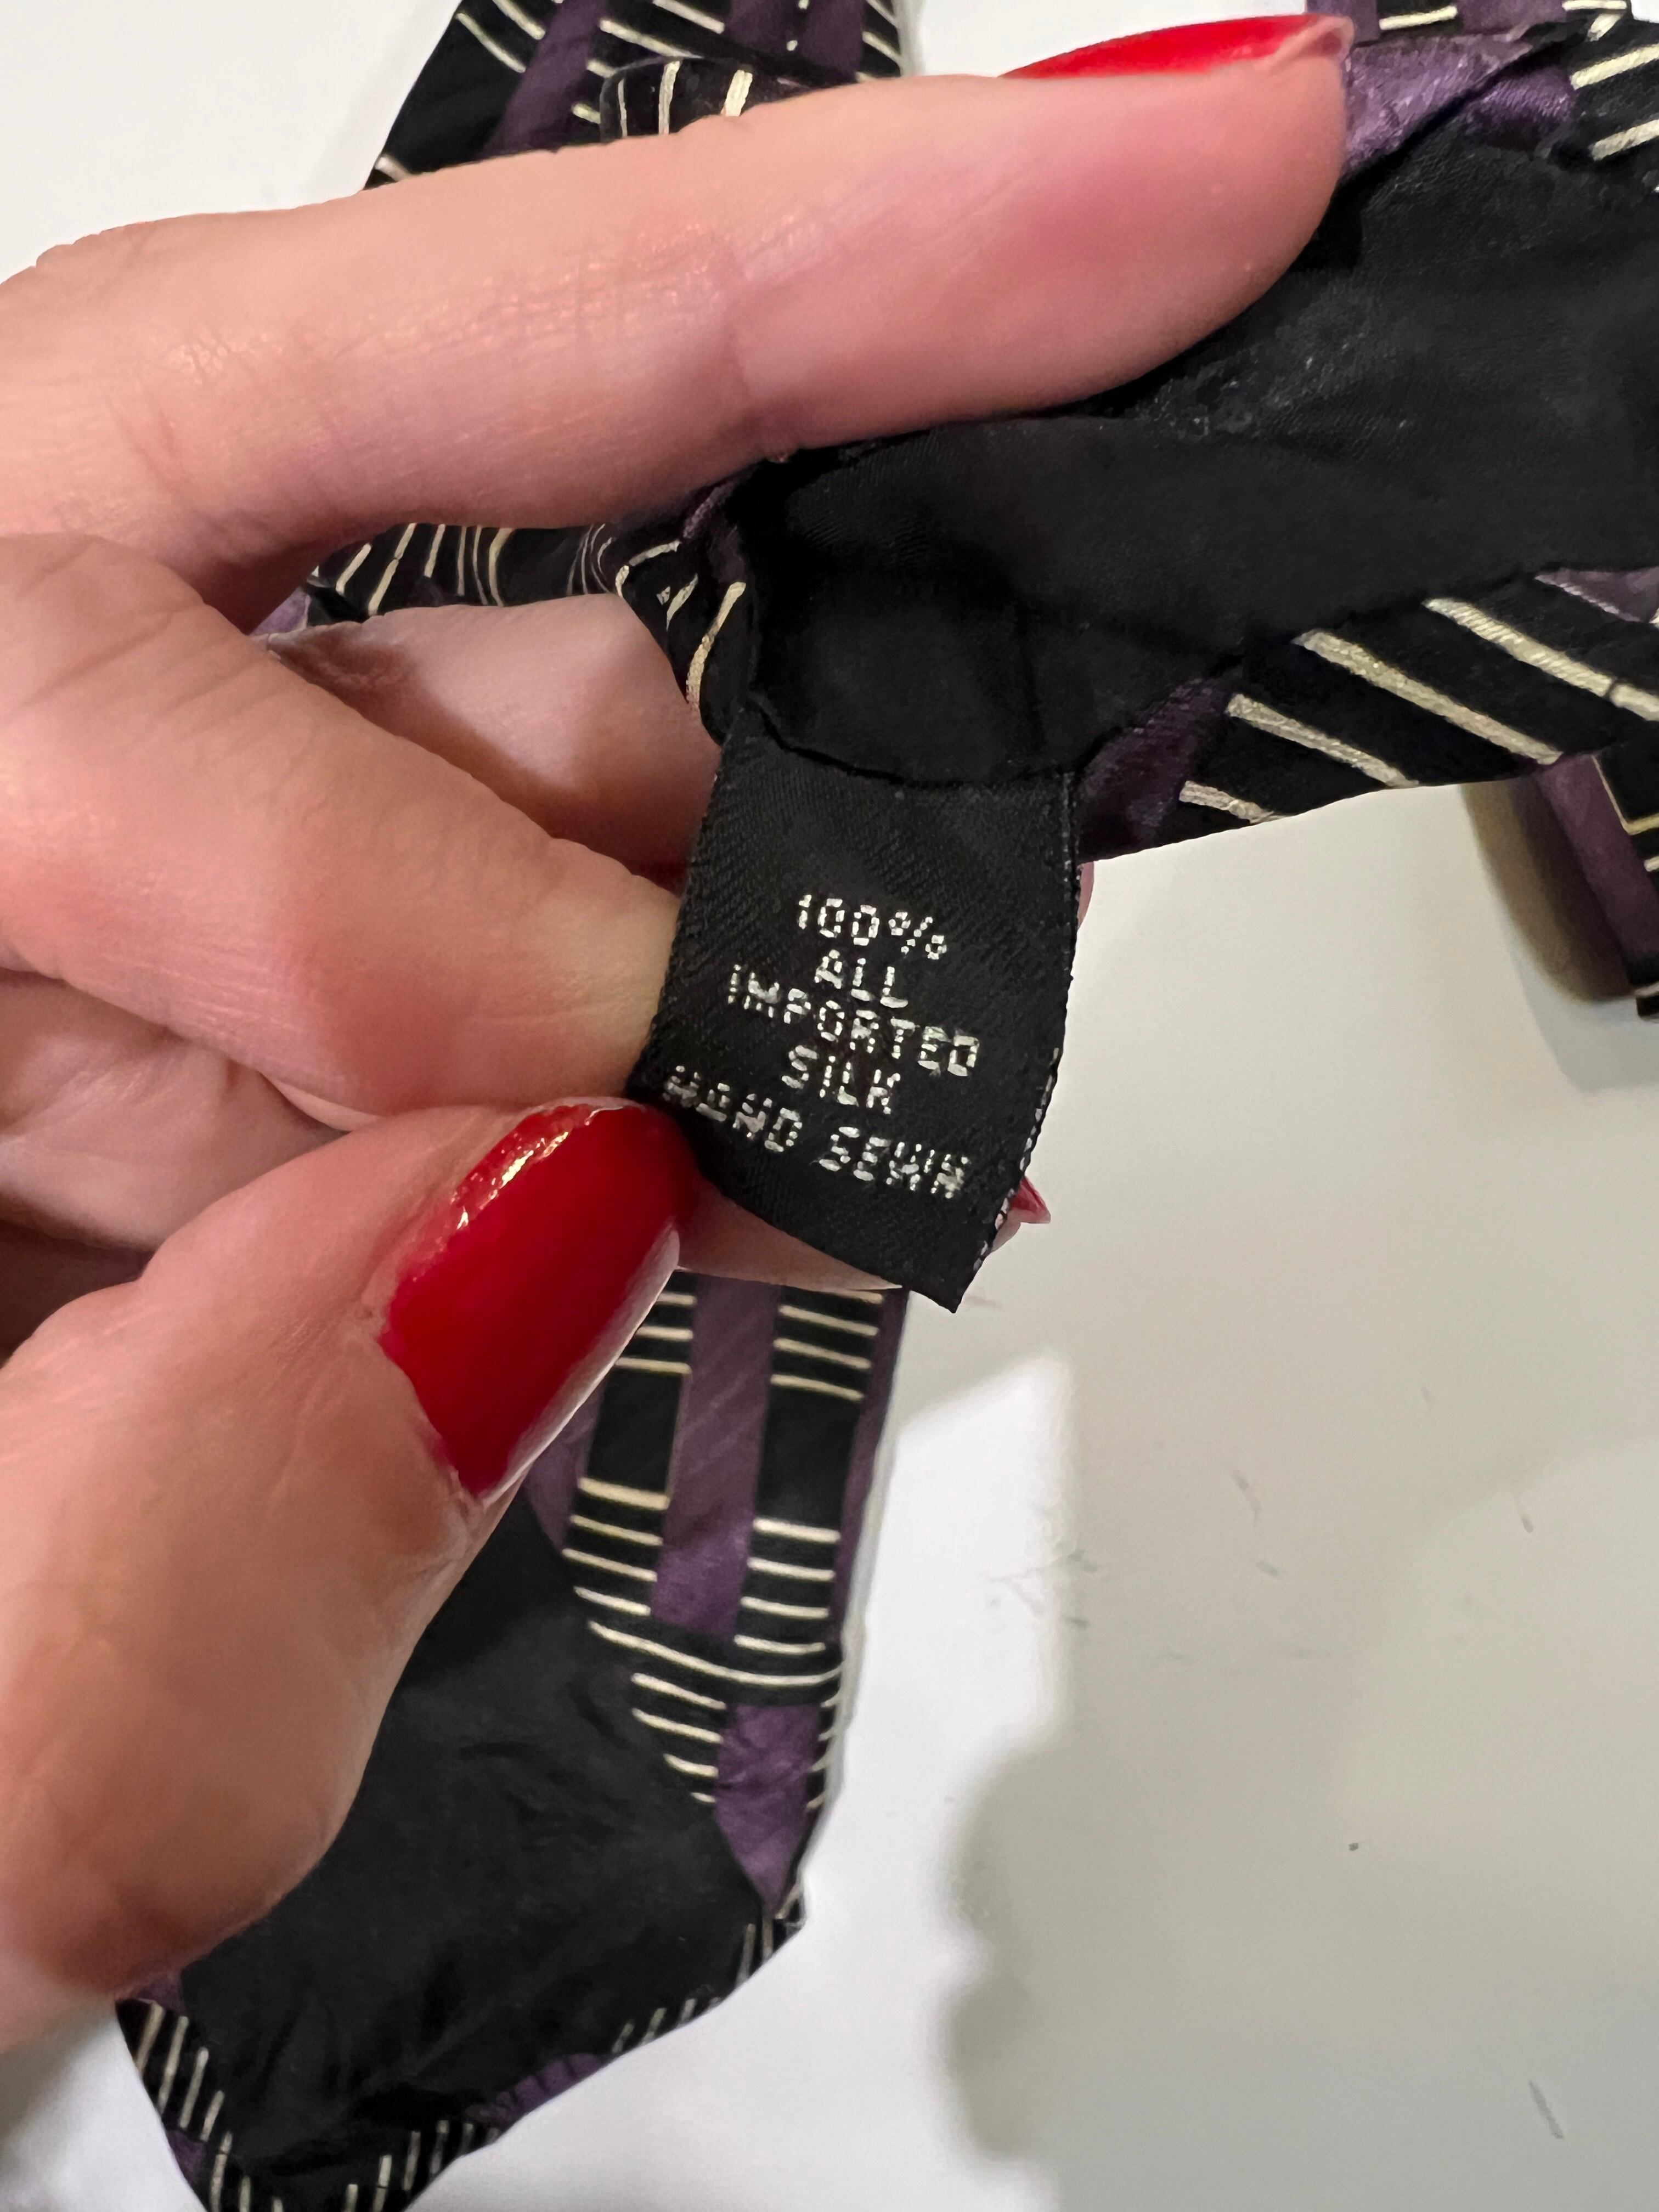 100%
ALL
IMPORTED
SILK
HAND SEWN